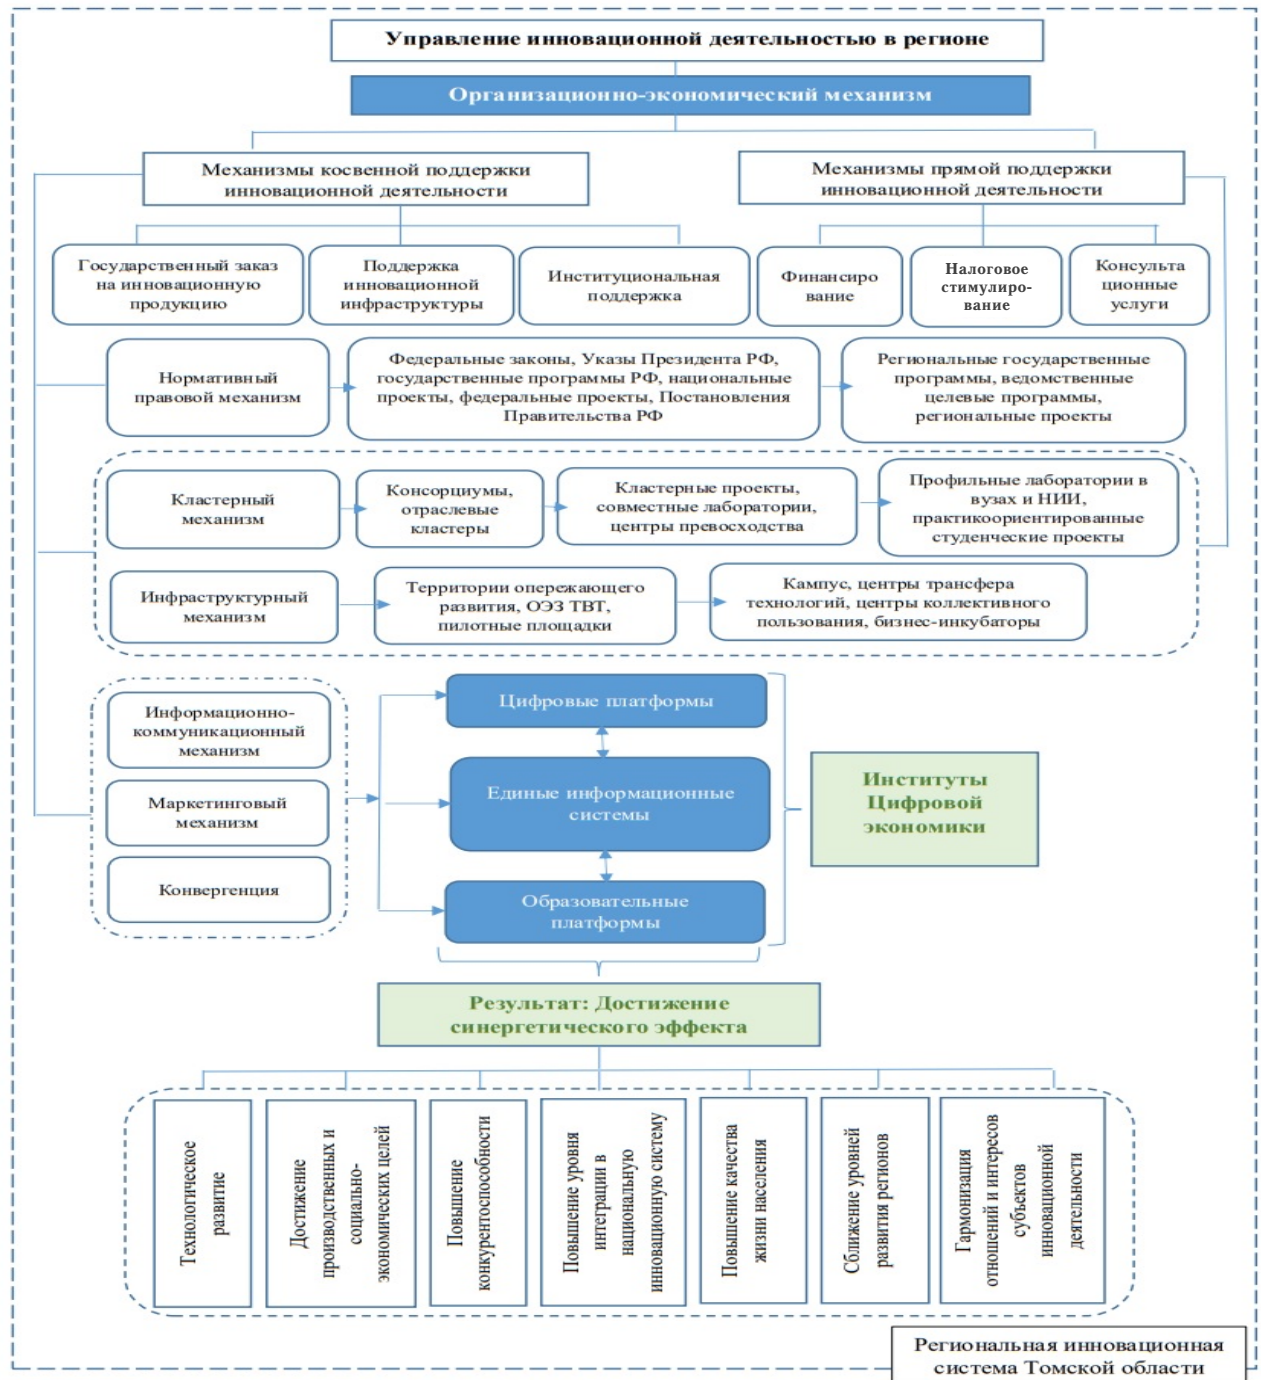 Управление инновационной деятельностью в регионе
Организационно-экономический механизм
Механизмы косвенной поддержки
инновационной деятельности
Механизмы прямой поддержки
инновационной деятельности
Государственный заказ
на инновационную
продукцию
Поддержка
инновационной
инфраструктуры
Институциональная
поддержка
Финансиро
вание
Налоговое
стимулиро-
вание
Консульта
ционные
услуги
Нормативный
правовой механизм
Федеральные законы, Указы Президента РФ,
государственные программы РФ, национальные
проекты, федеральные проекты, Постановления
Правительства РФ
Региональные государственные
программы, ведомственные
целевые программы,
региональные проекты
Кластерный
механизм
Консорциумы,
отраслевые
кластеры
Кластерные проекты,
совместные лаборатории,
центры превосходства
Профильные лаборатории в
вузах и НИИ,
практикоориентированные
студенческие проекты
Инфраструктурный
механизм
Территории опережающего
развития, ОЭЗ ТВТ,
пилотные площадки
Кампус, центры трансфера
технологий, центры коллективного
пользования, бизнес-инкубаторы
Информационно-
коммуникационный
механизм
Маркетинговый
механизм
Конвергенция
Цифровые платформы
Единые информационные
системы
Образовательные
платформы
Институты
Цифровой
экономики
Результат: Достижение
синергетического эффекта
Технологическое
развитие
Достижение
производственных и
социально-
экономических целей
Повышение
конкурентоспособности
Повышение уровня
интеграции в
национальную
инновационную систему
Повышение качества
жизни населения
Сближение уровней
развития регионов
Гармонизация
отношений и интересов
субъектов
инновационной
деятельности
Региональная инновационная
система Томской области